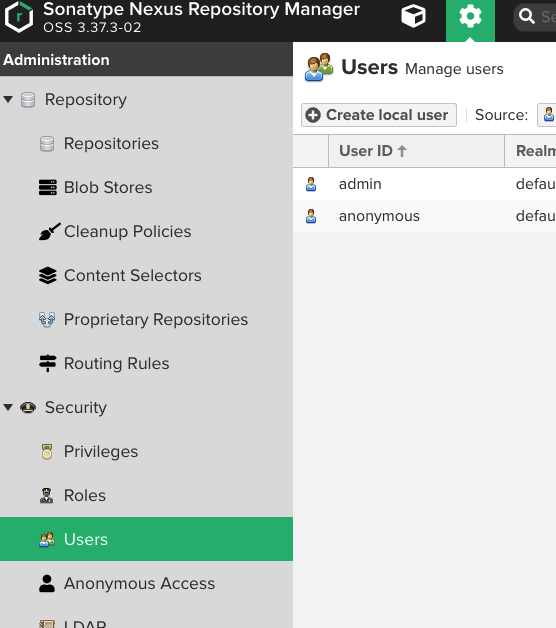 Sonatype Nexus Repository Manager
OSS 3.37.3-02
Administration
Repository
Repositories
Blob Stores
Cleanup Policies
Content Selectors
Proprietary Repositories
Routing Rules
Security
Privileges
Roles
Users
Anonymous Access
LDAP
Se
Users Manage users
Create local user Source:
User ID Realm
admin defau
anonymous defau